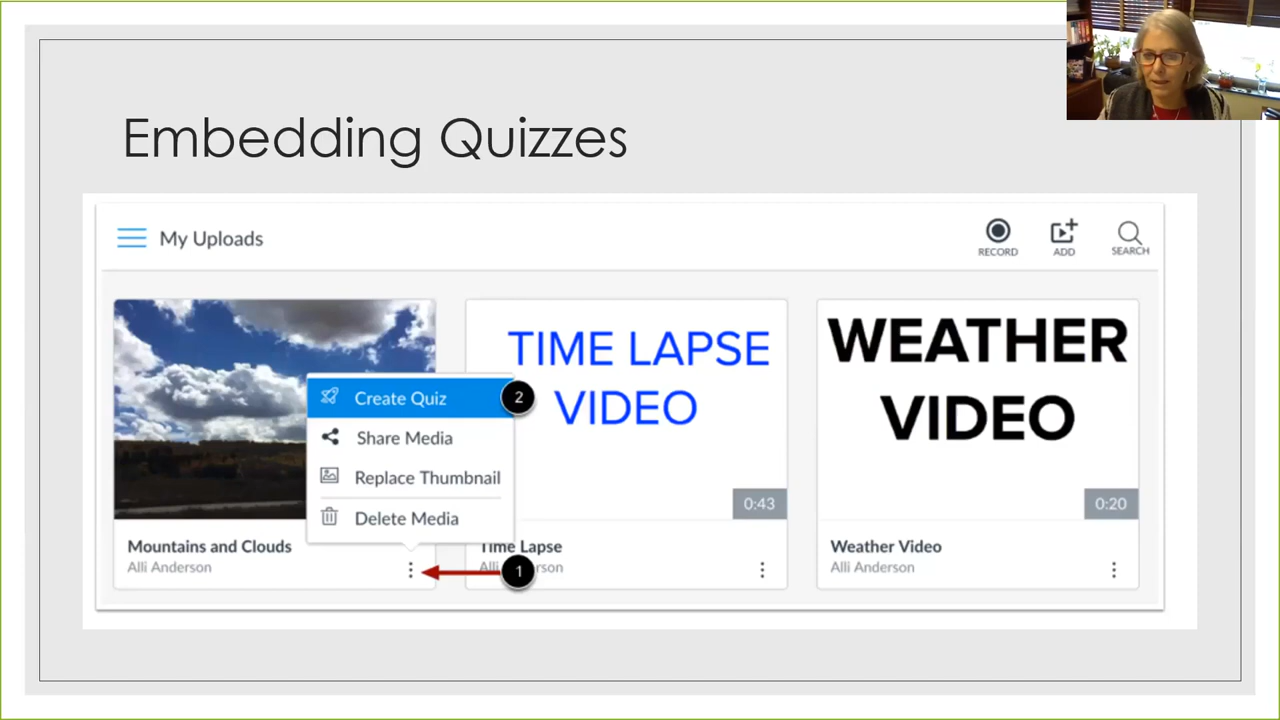 Embedding Quizzes
My Uploads
RECORD
ADD
SEARCH
TIME LAPSE
VIDEO
WEATHER
VIDEO
Create Quiz
2
Share Media
Replace Thumbnail
Delete Media
0:43
0:20
Mountains and Clouds
Alli Anderson
1
Time Lapse
Weather Video
Alli Anderson